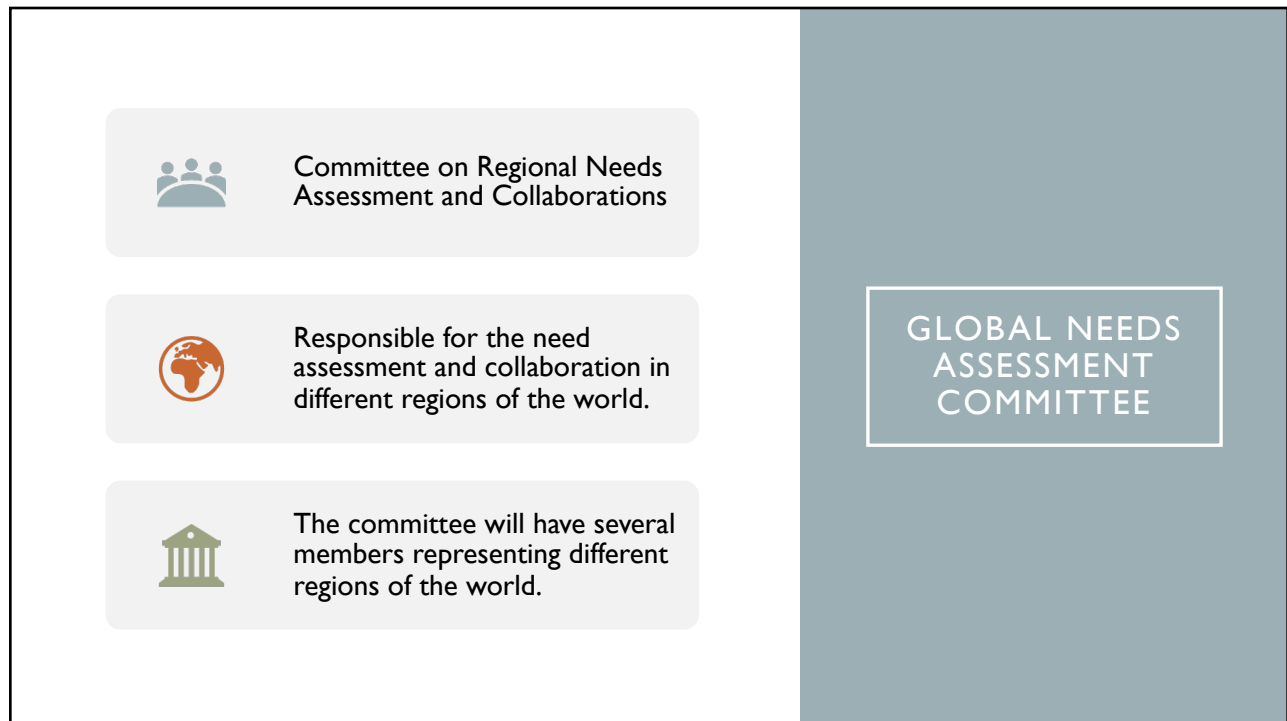 Committee on Regional Needs
Assessment and Collaborations
Responsible for the need
assessment and collaboration in
different regions of the world.
The committee will have several
members representing different
regions of the world.
GLOBAL NEEDS
ASSESSMENT
COMMITTEE